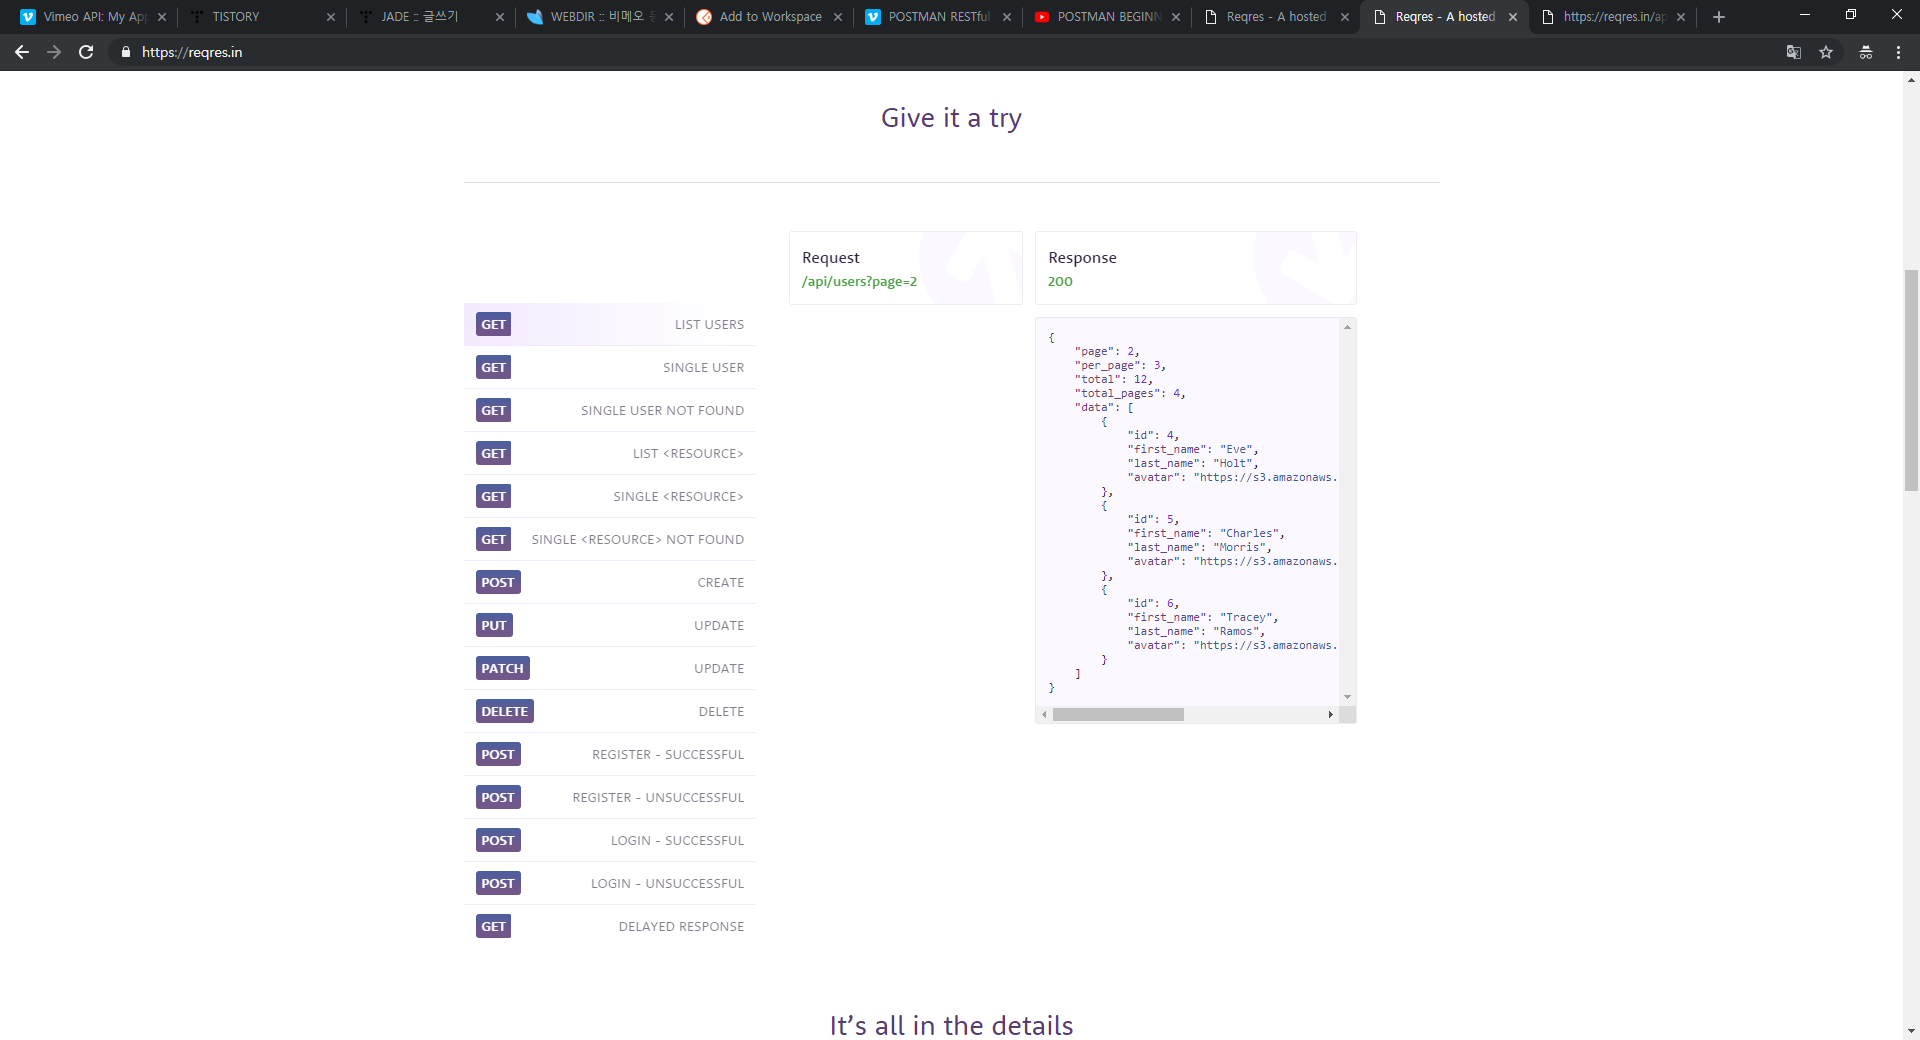 Vimeo API: My App
TISTORY
JADE :: 글쓰기
WEBDIR :: 비메오
Add to Workspace
POSTMAN RESTful
POSTMAN BEGINN
Reqres - A hosted
Reqres - A hosted
https://reqres.in/ap
https://reqres.in
Give it a try
Request
/api/users?page=2
Response
200
GET LIST USERS
GET SINGLE USER
GET SINGLE USER NOT FOUND
GET LIST <RESOURCE>
GET SINGLE <RESOURCE>
GET SINGLE <RESOURCE> NOT FOUND
POST CREATE
PUT UPDATE
PATCH UPDATE
DELETE DELETE
POST REGISTER - SUCCESSFUL
POST REGISTER - UNSUCCESSFUL
POST LOGIN - SUCCESSFUL
POST LOGIN - UNSUCCESSFUL
GET DELAYED RESPONSE
{
"page": 2,
"per_page": 3,
"total": 12,
"total_pages": 4,
"data": [
{
"id": 4,
"first_name": "Eve",
"last_name": "Holt",
"avatar": "https://s3.amazonaws.
},
{
"id": 5,
"first_name": "Charles",
"last_name": "Morris",
"avatar": "https://s3.amazonaws.
},
{
"id": 6,
"first_name": "Tracey",
"last_name": "Ramos",
"avatar": "https://s3.amazonaws.
}
]
}
It's all in the details